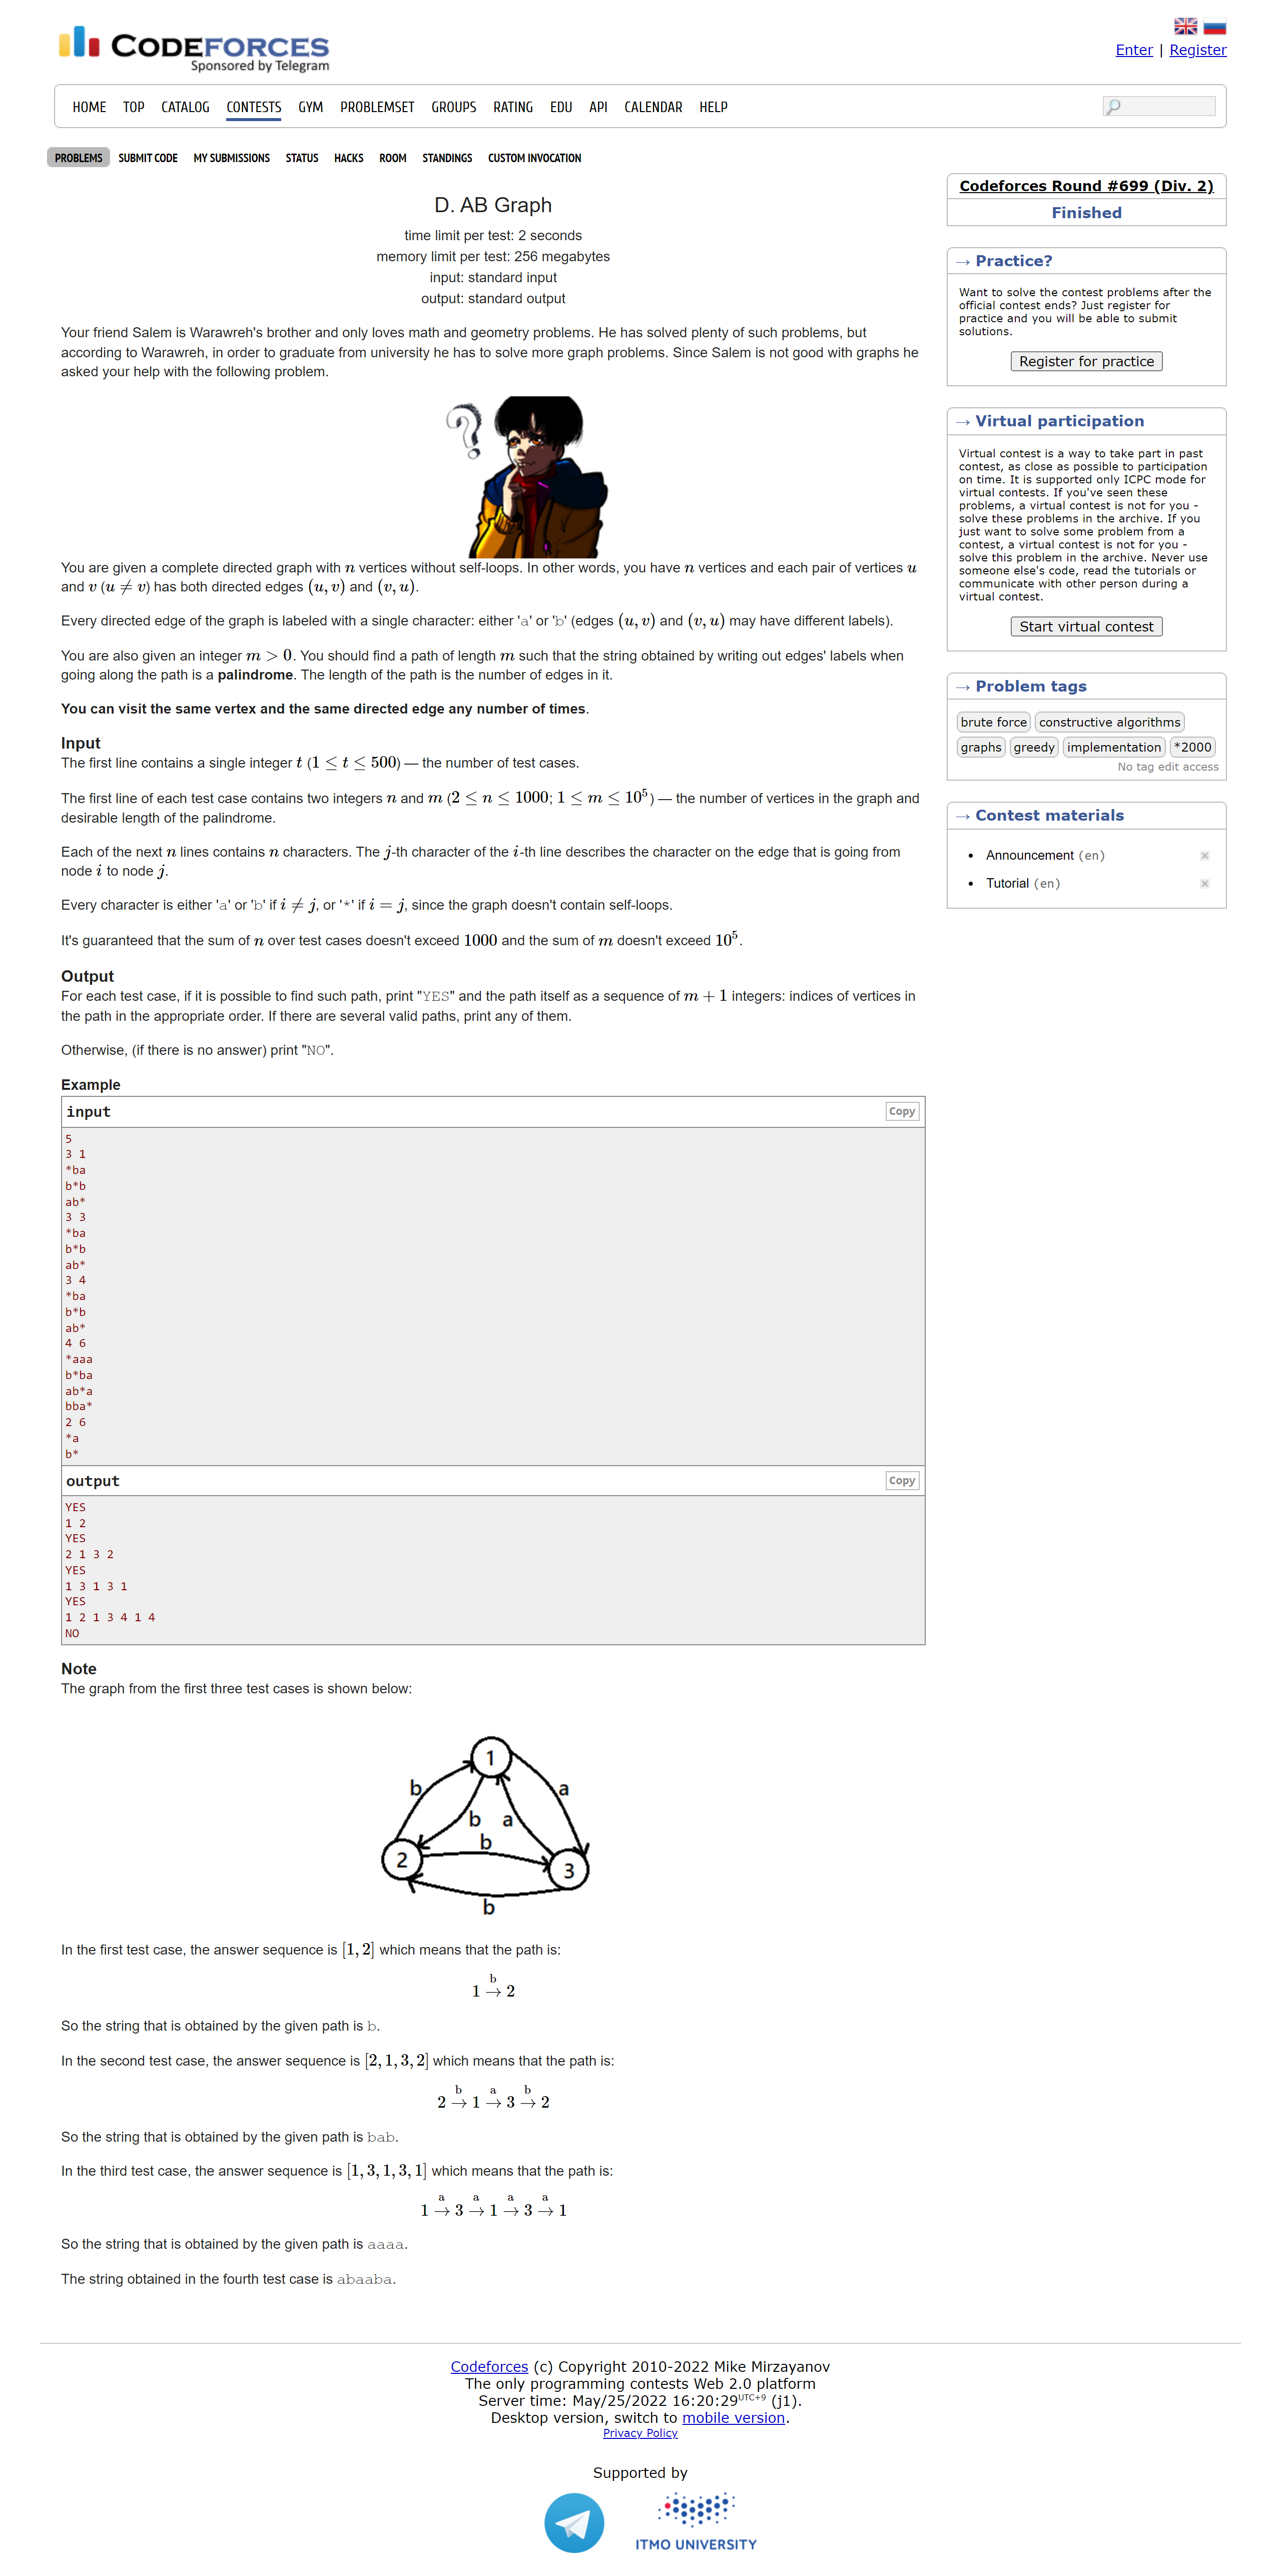 CODEFORCES
Sponsored by Telegram
Enter | Register
HOME TOP CATALOG CONTESTS GYM PROBLEMSET GROUPS RATING EDU API CALENDAR HELP
PROBLEMS SUBMIT CODE MY SUBMISSIONS STATUS HACKS ROOM STANDINGS CUSTOM INVOCATION
D. AB Graph
time limit per test: 2 seconds
memory limit per test: 256 megabytes
input: standard input
output: standard output
Your friend Salem is Warawreh's brother and only loves math and geometry problems. He has solved plenty of such problems, but
according to Warawreh, in order to graduate from university he has to solve more graph problems. Since Salem is not good with graphs he
asked your help with the following problem.
?
You are given a complete directed graph with n vertices without self-loops. In other words, you have n vertices and each pair of vertices u
and v (u ≠ v) has both directed edges (u, v) and (v, u).
Every directed edge of the graph is labeled with a single character: either 'a' or 'b' (edges (u, v) and (v, u) may have different labels).
You are also given an integer m > 0. You should find a path of length m such that the string obtained by writing out edges' labels when
going along the path is a palindrome. The length of the path is the number of edges in it.
You can visit the same vertex and the same directed edge any number of times.
Input
The first line contains a single integer t (1 ≤ t ≤ 500) — the number of test cases.
The first line of each test case contains two integers n and m (2 ≤ n ≤ 1000; 1 ≤ m ≤ 10^5) — the number of vertices in the graph and
desirable length of the palindrome.
Each of the next n lines contains n characters. The j-th character of the i-th line describes the character on the edge that is going from
node i to node j.
Every character is either 'a' or 'b' if i ≠ j, or '*' if i = j, since the graph doesn't contain self-loops.
It's guaranteed that the sum of n over test cases doesn't exceed 1000 and the sum of m doesn't exceed 10^5.
Output
For each test case, if it is possible to find such path, print "YES" and the path itself as a sequence of m + 1 integers: indices of vertices in
the path in the appropriate order. If there are several valid paths, print any of them.
Otherwise, (if there is no answer) print "NO".
Example
input Copy
5
3 1
*ba
b*b
ab*
3 3
*ba
b*b
ab*
3 4
*ba
b*b
ab*
4 6
*aaa
b*ba
ab*a
bba*
2 6
*a
b*
output Copy
YES
1 2
YES
2 1 3 2
YES
1 3 1 3 1
YES
1 2 1 3 4 1 4
NO
Note
The graph from the first three test cases is shown below:
1
b a
b a
b
2 3
b
In the first test case, the answer sequence is [1, 2] which means that the path is:
b
1 → 2
So the string that is obtained by the given path is b.
In the second test case, the answer sequence is [2, 1, 3, 2] which means that the path is:
b a b
2 → 1 → 3 → 2
So the string that is obtained by the given path is bab.
In the third test case, the answer sequence is [1, 3, 1, 3, 1] which means that the path is:
a a a a
1 → 3 → 1 → 3 → 1
So the string that is obtained by the given path is aaaa.
The string obtained in the fourth test case is abaaba.
Codeforces Round #699 (Div. 2)
Finished
→ Practice?
Want to solve the contest problems after the
official contest ends? Just register for
practice and you will be able to submit
solutions.
Register for practice
→ Virtual participation
Virtual contest is a way to take part in past
contest, as close as possible to participation
on time. It is supported only ICPC mode for
virtual contests. If you've seen these
problems, a virtual contest is not for you -
solve these problems in the archive. If you
just want to solve some problem from a
contest, a virtual contest is not for you -
solve this problem in the archive. Never use
someone else's code, read the tutorials or
communicate with other person during a
virtual contest.
Start virtual contest
→ Problem tags
brute force constructive algorithms
graphs greedy implementation *2000
No tag edit access
→ Contest materials
• Announcement (en)
• Tutorial (en)
Codeforces (c) Copyright 2010-2022 Mike Mirzayanov
The only programming contests Web 2.0 platform
Server time: May/25/2022 16:20:29 UTC+9 (j1).
Desktop version, switch to mobile version.
Privacy Policy
Supported by
ITMO UNIVERSITY